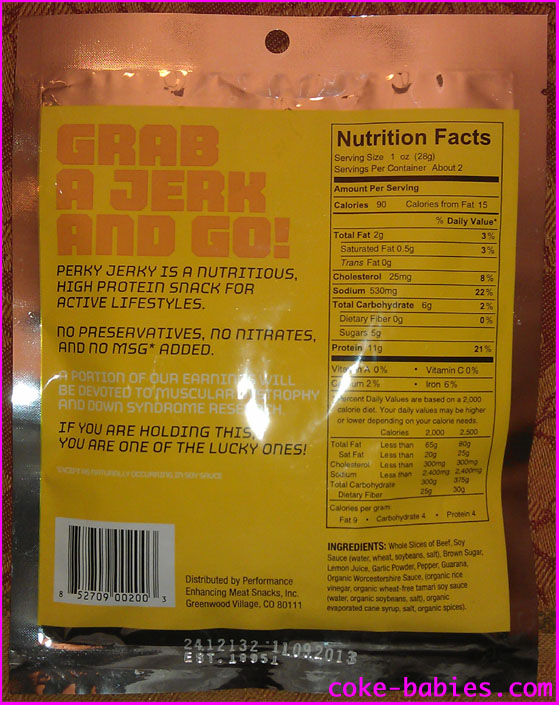 GRAB
A JERK
AND GO!
PERKY JERKY IS A NUTRITIOUS,
HIGH PROTEIN SNACK FOR
ACTIVE LIFESTYLES.
NO PRESERVATIVES, NO NITRATES,
AND NO MSG* ADDED.
A PORTION OF OUR EARNINGS WILL
BE DEVOTED TO MUSCULAR DYSTROPHY
AND DOWN SYNDROME RESEARCH.
IF YOU ARE HOLDING THIS,
YOU ARE ONE OF THE LUCKY ONES!
*EXCEPT AS NATURALLY OCCURRING IN SOY SAUCE
8 52709 00200 3
Distributed by Performance
Enhancing Meat Snacks, Inc.
Greenwood Village, CO 80111
Nutrition Facts
Serving Size 1 oz (28g)
Servings Per Container About 2
Amount Per Serving
Calories 90 Calories from Fat 15
% Daily Value*
Total Fat 2g 3%
Saturated Fat 0.5g 3%
Trans Fat 0g
Cholesterol 25mg 8%
Sodium 530mg 22%
Total Carbohydrate 6g 2%
Dietary Fiber 0g 0%
Sugars 5g
Protein 11g 21%
Vitamin A 0% • Vitamin C 0%
Calcium 2% • Iron 6%
Percent Daily Values are based on a 2,000
calorie diet. Your daily values may be higher
or lower depending on your calorie needs.
Calories 2,000 2,500
Total Fat Less than 65g 80g
Sat Fat Less than 20g 25g
Cholesterol Less than 300mg 300mg
Sodium Less than 2,400mg 2,400mg
Total Carbohydrate 300g 375g
Dietary Fiber 25g 30g
Calories per gram
Fat 9 • Carbohydrate 4 • Protein 4
INGREDIENTS: Whole Slices of Beef, Soy
Sauce (water, wheat, soybeans, salt), Brown Sugar,
Lemon Juice, Garlic Powder, Pepper, Guarana,
Organic Worcestershire Sauce, (organic rice
vinegar, organic wheat-free tamari soy sauce
(water, organic soybeans, salt), organic
evaporated cane syrup, salt, organic spices).
2412132 11092013
EST. 19951
coke-babies.com